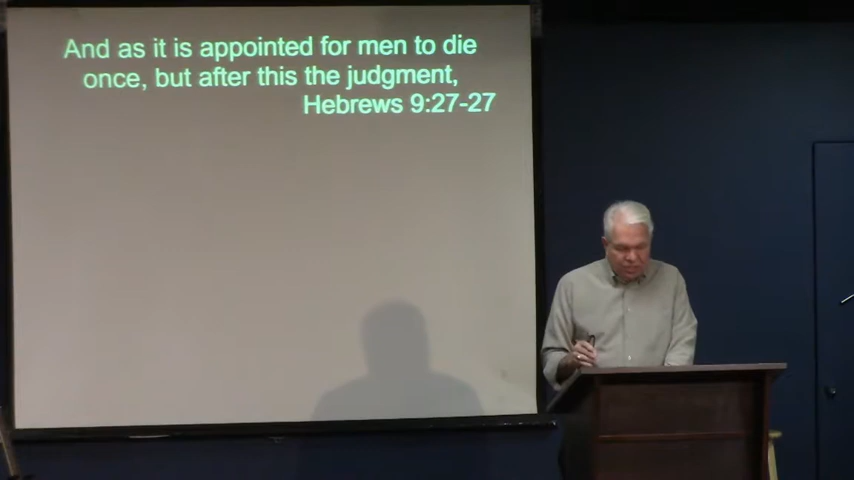 And as it is appointed for men to die
once, but after this the judgment,
Hebrews 9:27-27